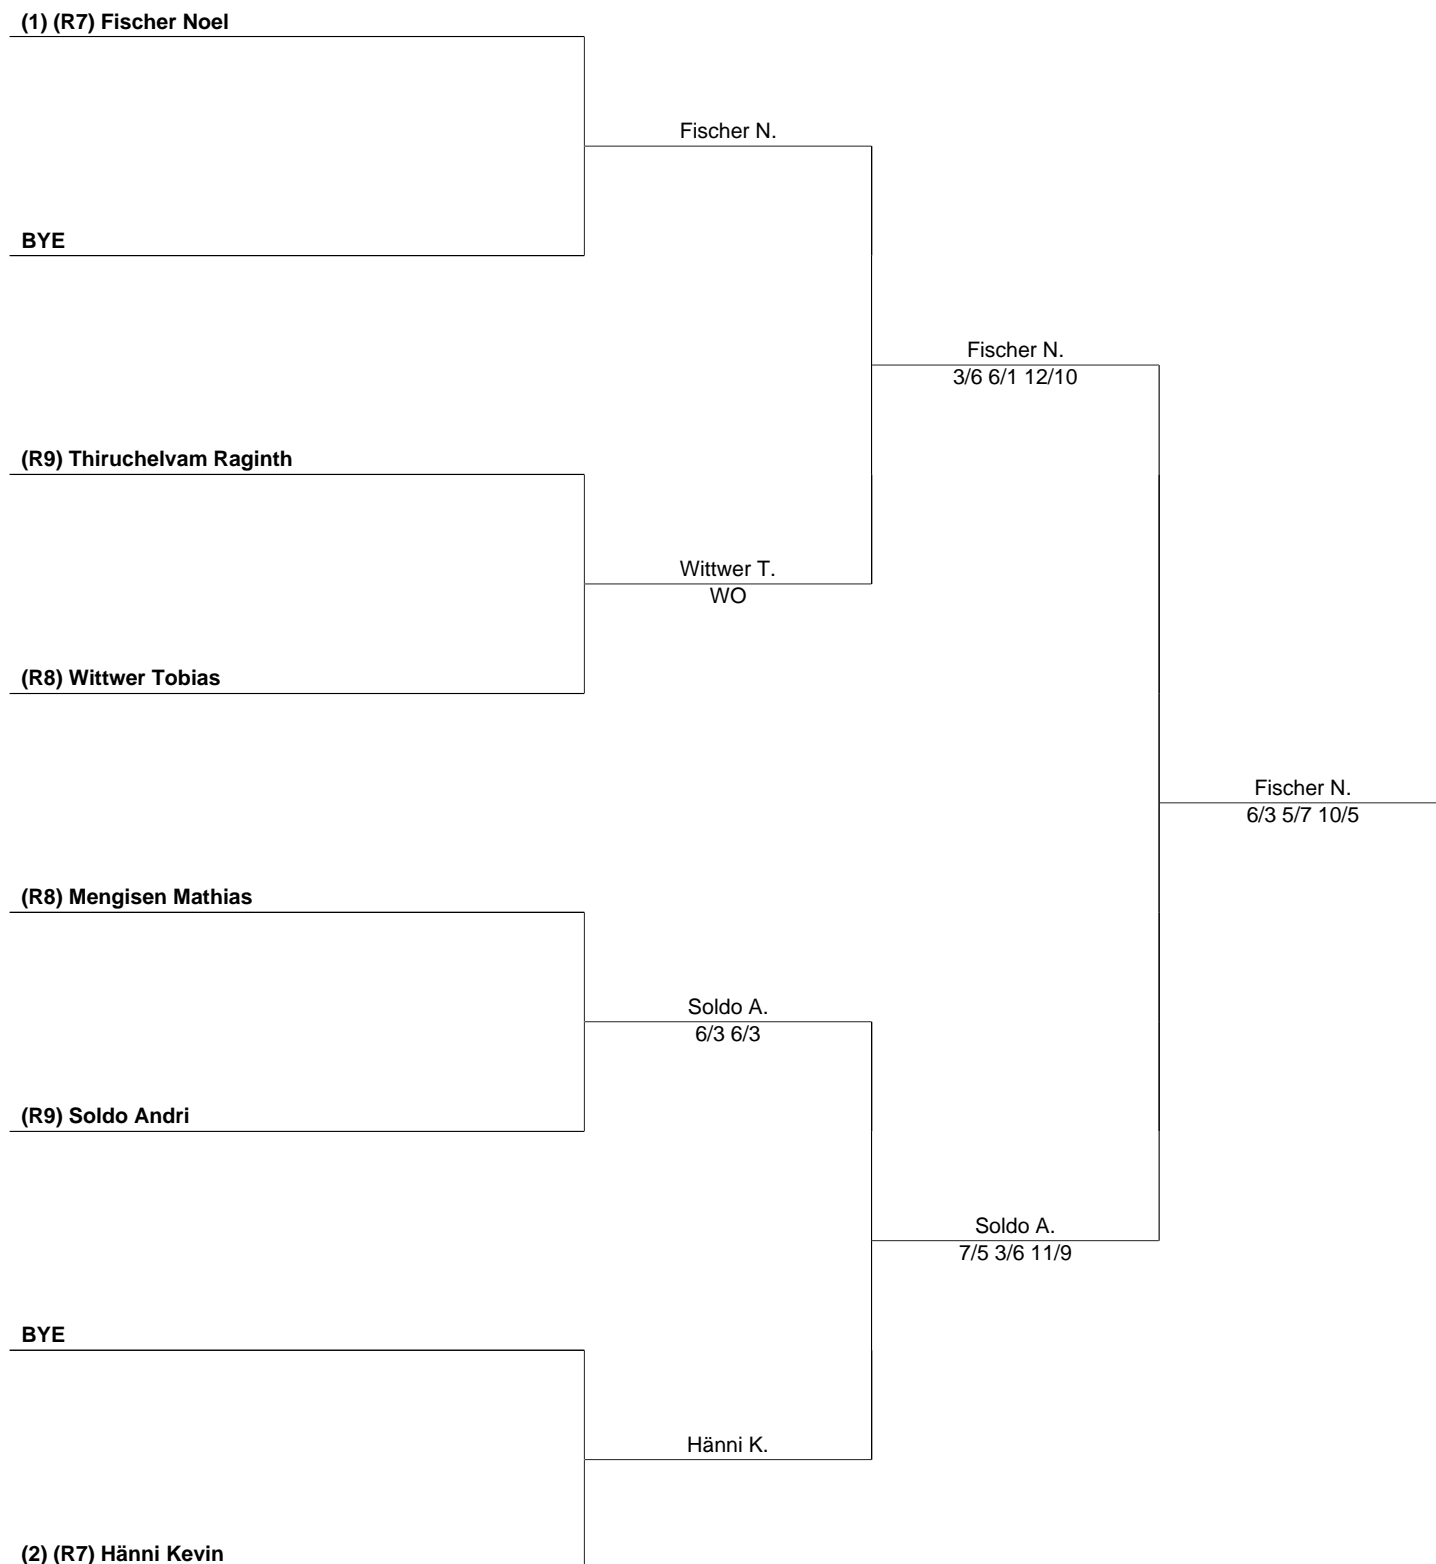 (1) (R7) Fischer Noel
Fischer N.
BYE
Fischer N.
3/6 6/1 12/10
(R9) Thiruchelvam Raginth
Wittwer T.
WO
(R8) Wittwer Tobias
Fischer N.
6/3 5/7 10/5
(R8) Mengisen Mathias
Soldo A.
6/3 6/3
(R9) Soldo Andri
Soldo A.
7/5 3/6 11/9
BYE
Hänni K.
(2) (R7) Hänni Kevin